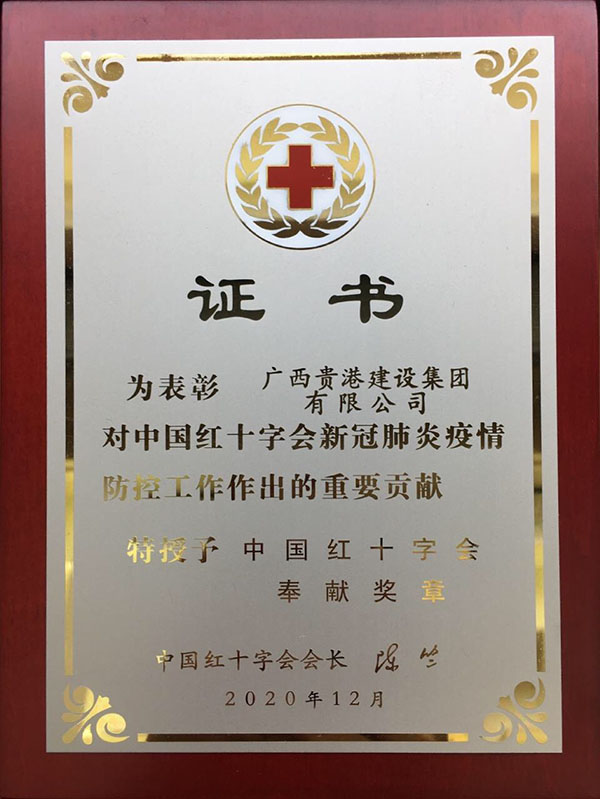 证 书
为表彰 广西贵港建设集团
有限公司
对中国红十字会新冠肺炎疫情
防控工作作出的重要贡献
特授予 中国红十字会
奉献奖章
中国红十字会会长 陈竺
2020年12月